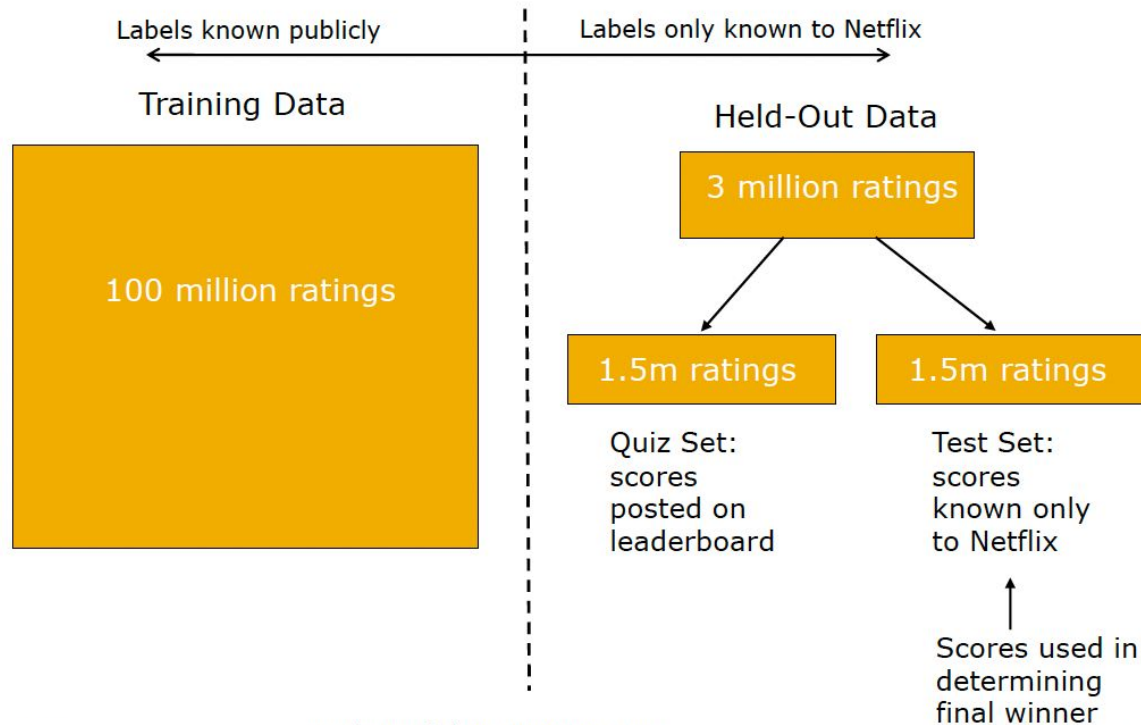 Labels known publicly
Labels only known to Netflix
Training Data
100 million ratings
Held-Out Data
3 million ratings
1.5m ratings
1.5m ratings
Quiz Set:
scores
posted on
leaderboard
Test Set:
scores
known only
to Netflix
Scores used in
determining
final winner